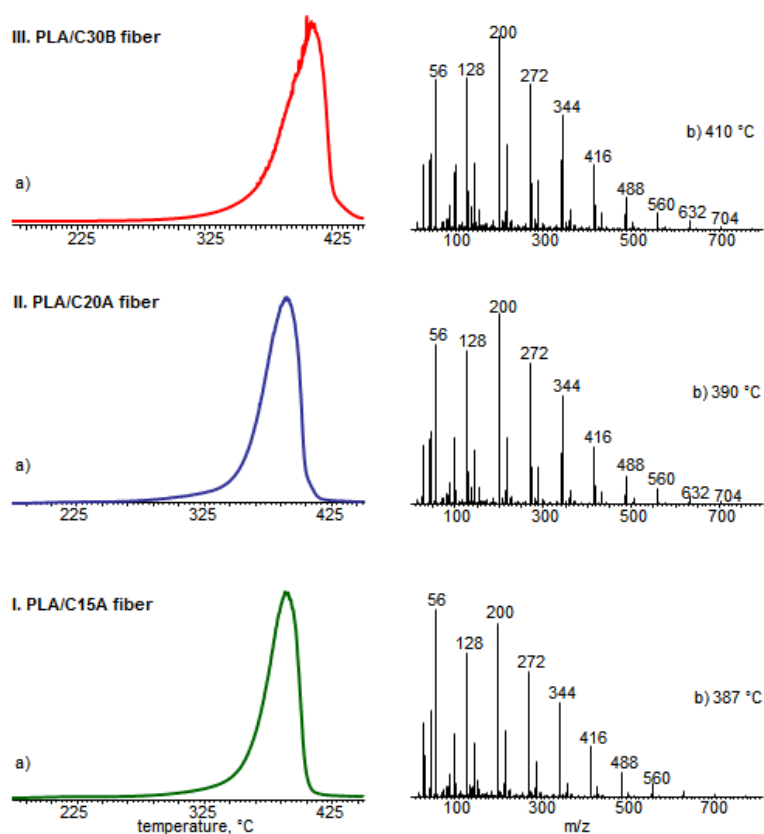 III. PLA/C30B fiber
a)
225 325 425
200
56 128 272
344
b) 410 °C
416
488
560 632 704
100 300 500 700
II. PLA/C20A fiber
a)
225 325 425
200
56 128 272
344
b) 390 °C
416
488
560 632 704
100 300 500 700
I. PLA/C15A fiber
a)
225 325 425
temperature, °C
56 200
128 272
344
b) 387 °C
416
488
560
100 300 500 700
m/z